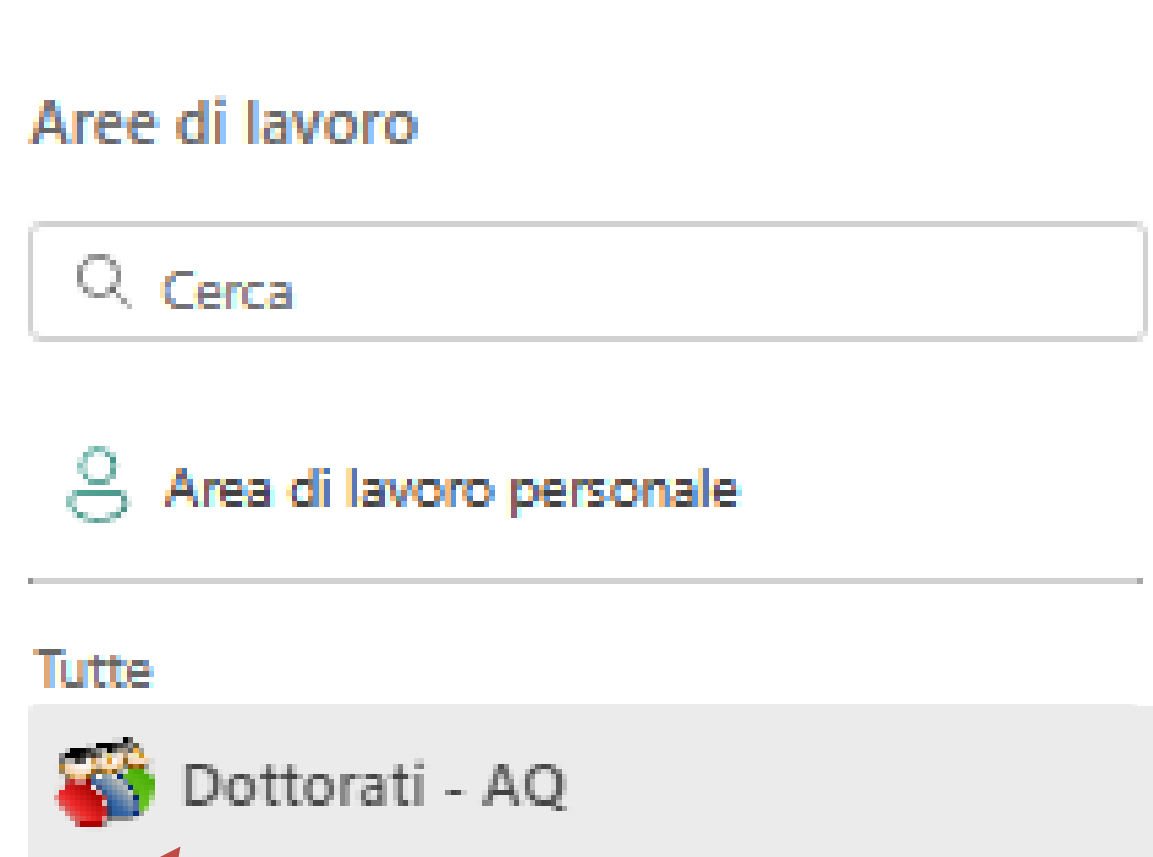 Aree di lavoro
Cerca
Area di lavoro personale
Tutte
Dottorati - AQ